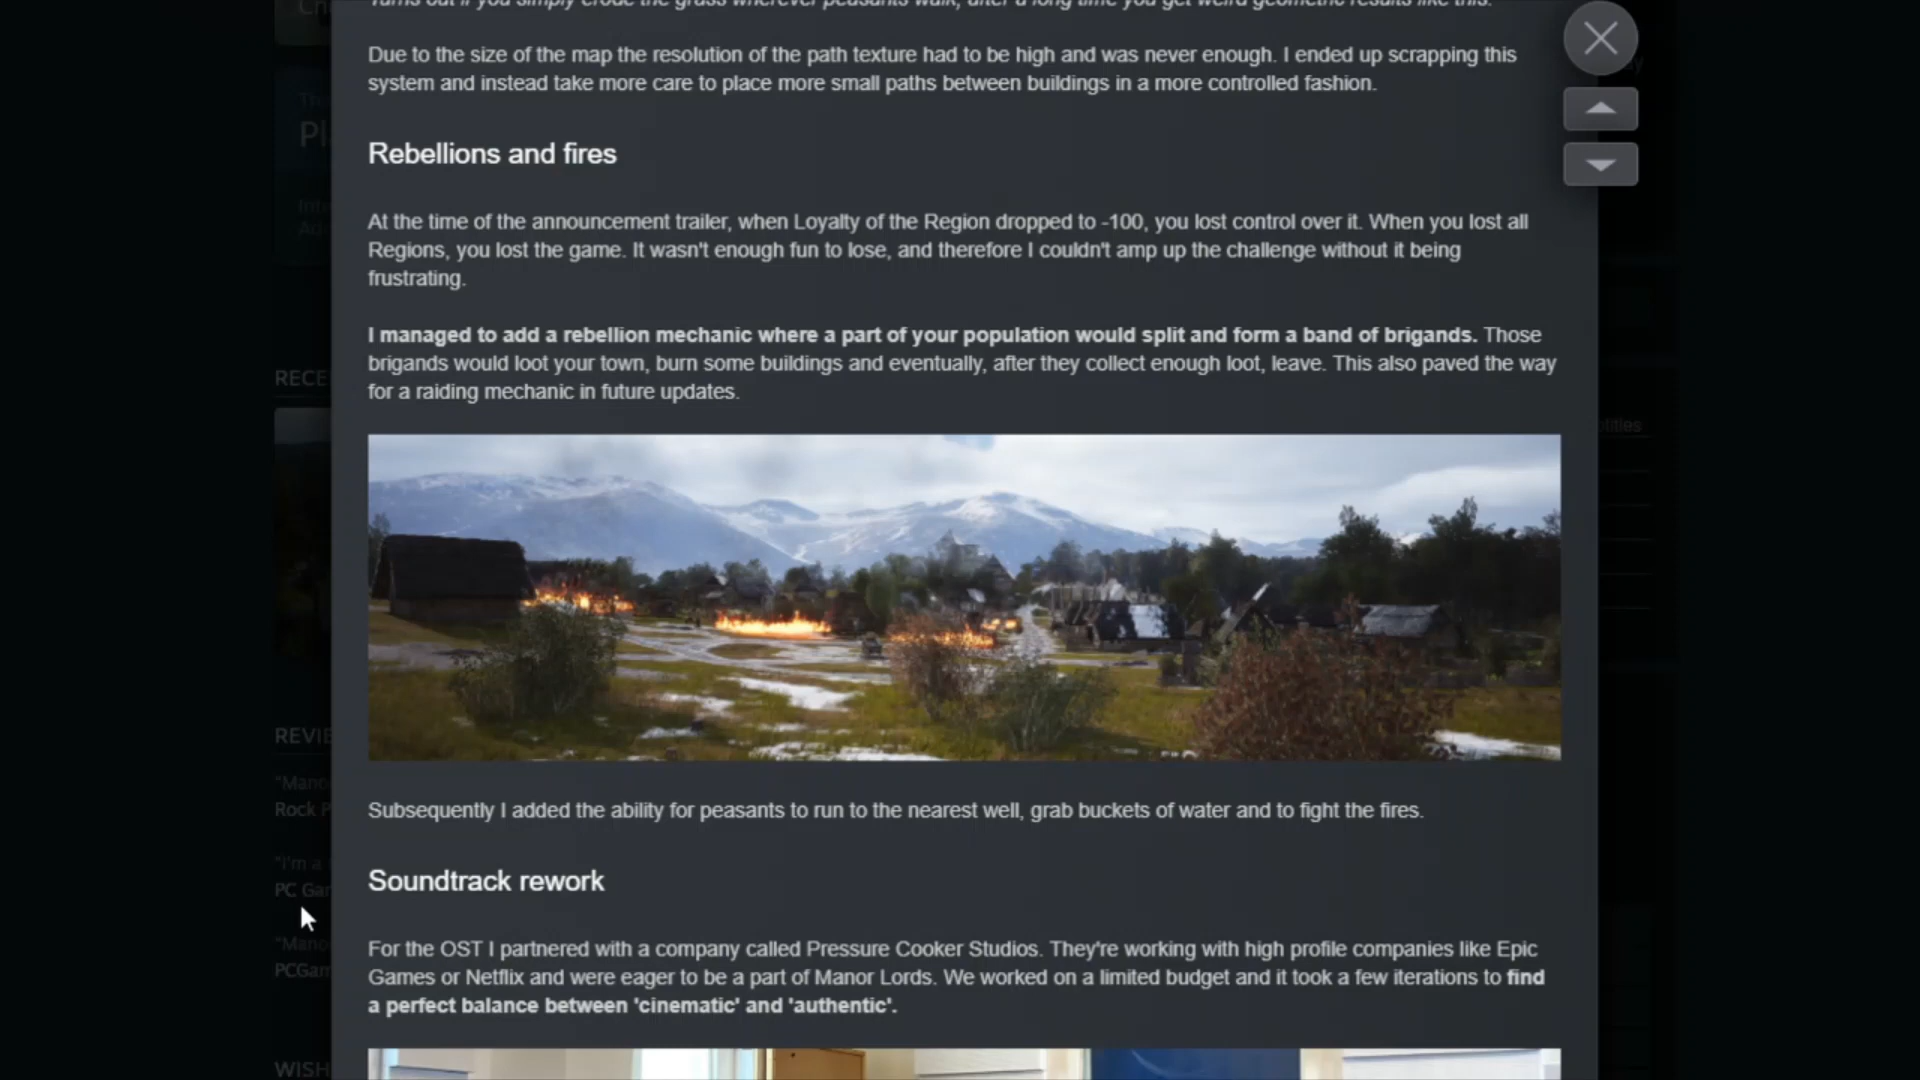 Turns out if you simply erode the grass wherever peasants walk, after a long time you get weird geometric results like this.
Due to the size of the map the resolution of the path texture had to be high and was never enough. I ended up scrapping this
system and instead take more care to place more small paths between buildings in a more controlled fashion.
Rebellions and fires
At the time of the announcement trailer, when Loyalty of the Region dropped to -100, you lost control over it. When you lost all
Regions, you lost the game. It wasn't enough fun to lose, and therefore I couldn't amp up the challenge without it being
frustrating.
RECE
I managed to add a rebellion mechanic where a part of your population would split and form a band of brigands. Those
brigands would loot your town, burn some buildings and eventually, after they collect enough loot, leave. This also paved the way
for a raiding mechanic in future updates.
REVIE
"Mano
Rock P
Subsequently I added the ability for peasants to run to the nearest well, grab buckets of water and to fight the fires.
"I'm a
PC Gar
Soundtrack rework
"Mano
PCGam
For the OST I partnered with a company called Pressure Cooker Studios. They're working with high profile companies like Epic
Games or Netflix and were eager to be a part of Manor Lords. We worked on a limited budget and it took a few iterations to find
a perfect balance between 'cinematic' and 'authentic'.
WISH